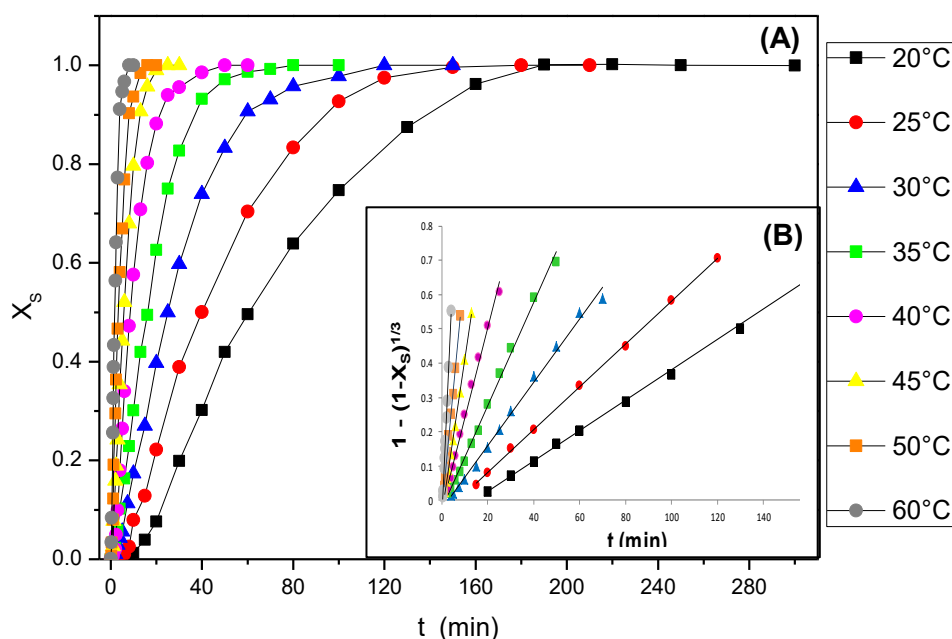 (A)
1.0
0.8
0.6
0.4
0.2
0.0
X_S
0 40 80 120 160 200 240 280
t (min)
(B)
0.8
0.7
0.6
0.5
0.4
0.3
0.2
0.1
0
1 - (1-X_S)^1/3
0 20 40 60 80 100 120 140
t (min)
20°C
25°C
30°C
35°C
40°C
45°C
50°C
60°C